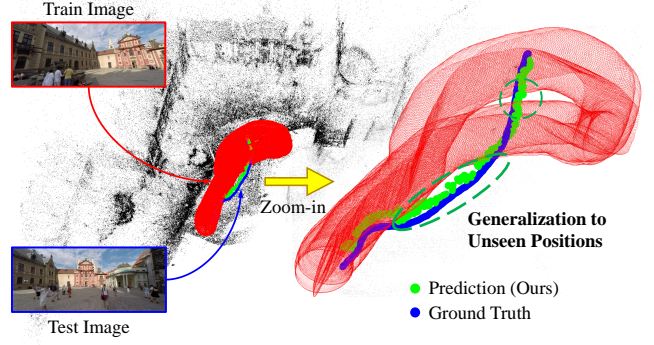 Train Image
Zoom-in
Generalization to
Unseen Positions
Prediction (Ours)
Ground Truth
Test Image